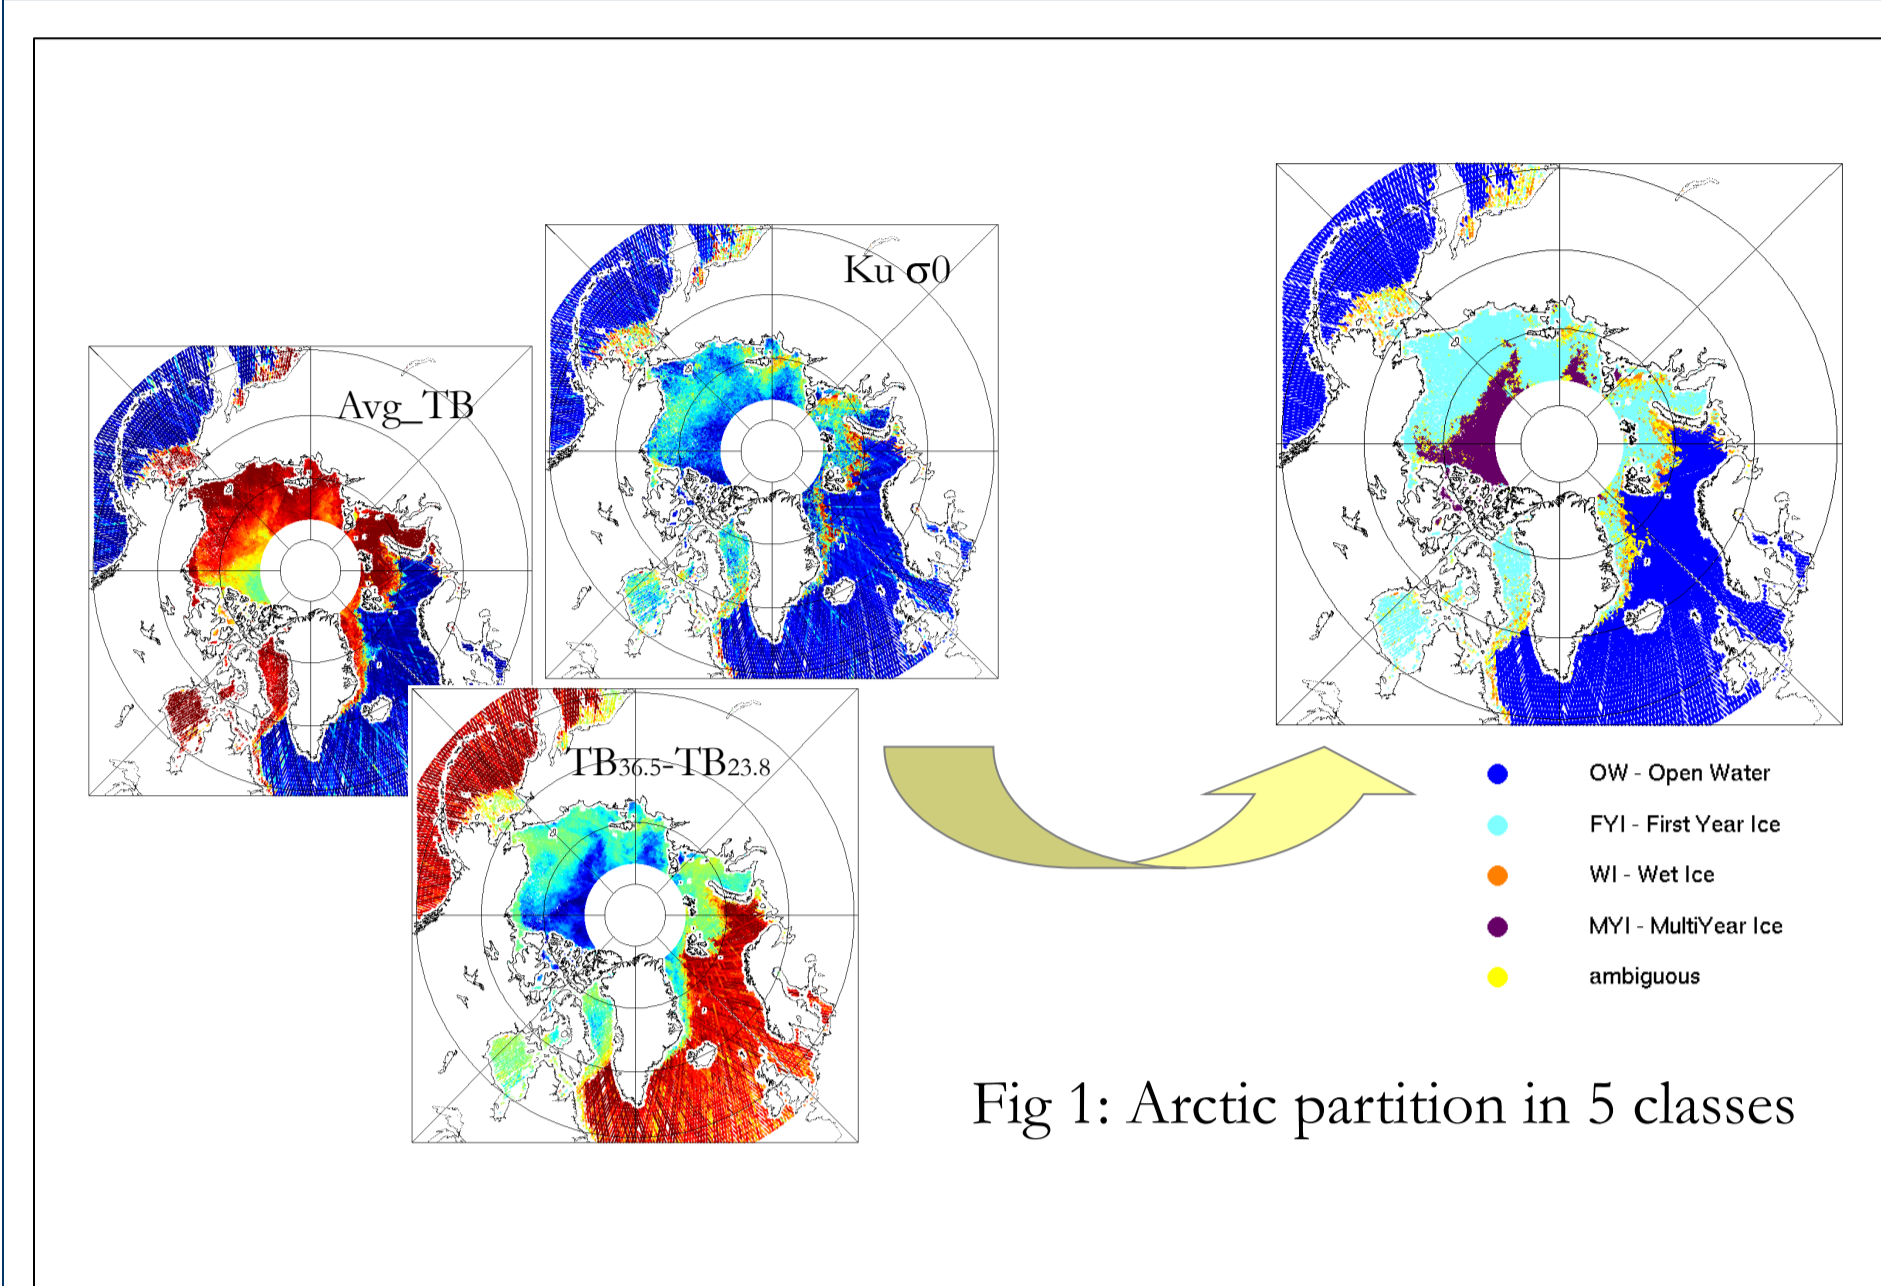 Ku σ0
Avg_TB
TB36.5-TB23.8
OW - Open Water
FYI - First Year Ice
WI - Wet Ice
MYI - MultiYear Ice
ambiguous
Fig 1: Arctic partition in 5 classes